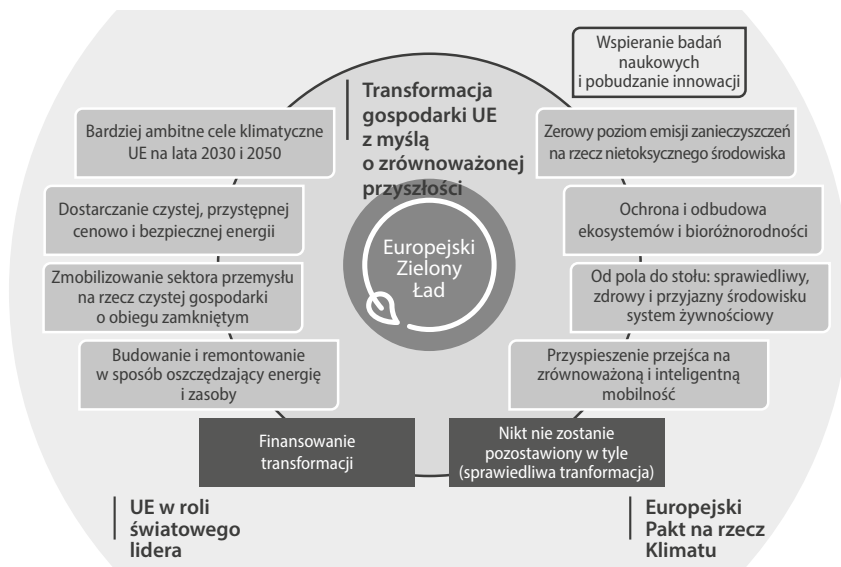 Wspieranie badań
naukowych
i pobudzanie innowacji
Transformacja
gospodarki UE
z myślą
o zrównoważonej
przyszłości
Bardziej ambitne cele klimatyczne
UE na lata 2030 i 2050
Zerowy poziom emisji zanieczyszczeń
na rzecz nietoksycznego środowiska
Dostarczanie czystej, przystępnej
cenowo i bezpiecznej energii
Ochrona i odbudowa
ekosystemów i bioróżnorodności
Europejski
Zielony
Ład
Zmobilizowanie sektora przemysłu
na rzecz czystej gospodarki
o obiegu zamkniętym
Od pola do stołu: sprawiedliwy,
zdrowy i przyjazny środowisku
system żywnościowy
Budowanie i remontowanie
w sposób oszczędzający energię
i zasoby
Przyspieszenie przejśca na
zrównoważoną i inteligentną
mobilność
Finansowanie
transformacji
Nikt nie zostanie
pozostawiony w tyle
(sprawiedliwa tranformacja)
UE w roli
światowego
lidera
Europejski
Pakt na rzecz
Klimatu